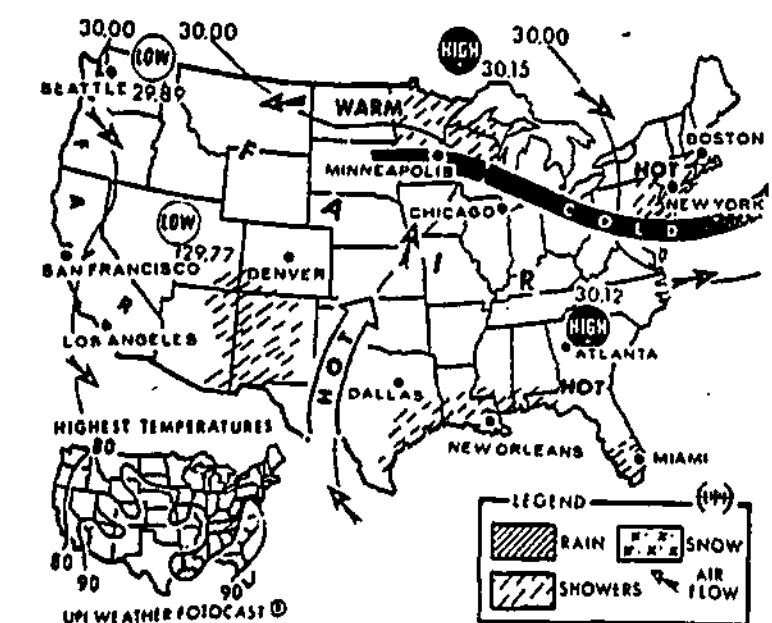 30.00 LOW 30.00 HIGH 30.00
30.15
SEATTLE 29.89
WARM
F
BOSTON
MINNEAPOLIS
HOT
F
NEW YORK
A
A
CHICAGO
COLD
LOW
29.77
I
SAN FRANCISCO
DENVER
R
R
30.12
HIGH
LOS ANGELES
ATLANTA
HOT
DALLAS
HOT
NEW ORLEANS
MIAMI
HIGHEST TEMPERATURES
80
80
90
90
UPI WEATHER FOTOCAST ®
LEGEND
RAIN
SNOW
SHOWERS
AIR
FLOW